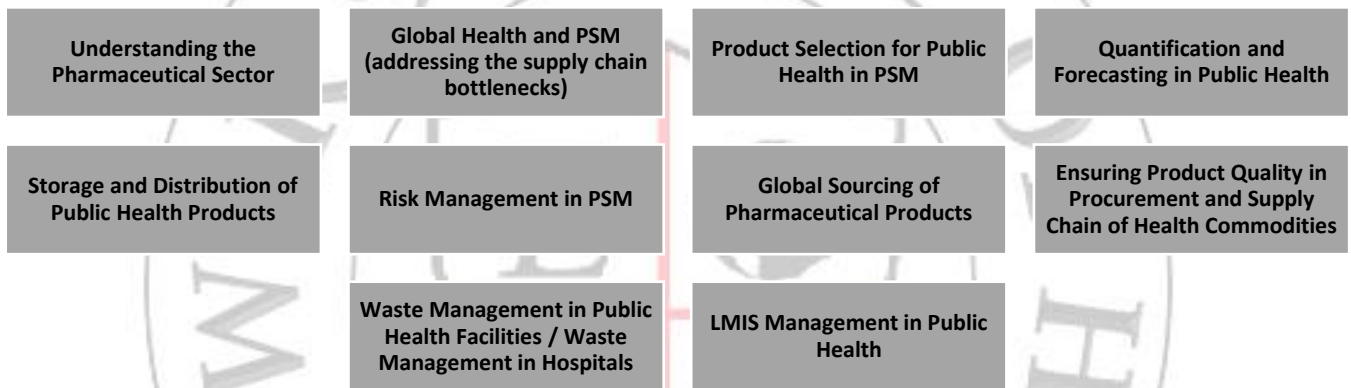 Understanding the
Pharmaceutical Sector
Global Health and PSM
(addressing the supply chain
bottlenecks)
Product Selection for Public
Health in PSM
Quantification and
Forecasting in Public Health
Storage and Distribution of
Public Health Products
Risk Management in PSM
Global Sourcing of
Pharmaceutical Products
Ensuring Product Quality in
Procurement and Supply
Chain of Health Commodities
Waste Management in Public
Health Facilities / Waste
Management in Hospitals
LMIS Management in Public
Health